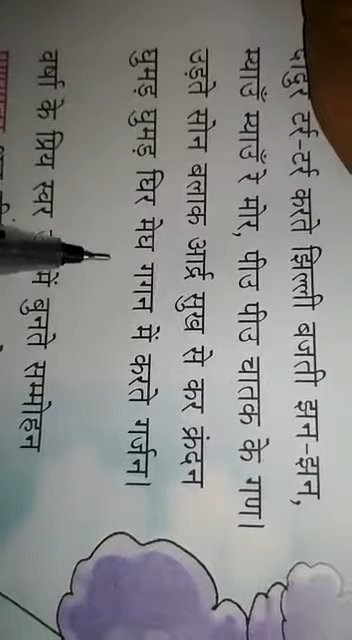 दादुर टर्र-टर्र करते झिल्ली बजती झन-झन,
म्याउँ म्याउँ रे मोर, पीउ पीउ चातक के गण।
उड़ते सोन बलाक आर्द्र सुख से कर क्रंदन
घुमड़ घुमड़ घिर मेघ गगन में करते गर्जन।
वर्षा के प्रिय स्वर में बुनते सम्मोहन